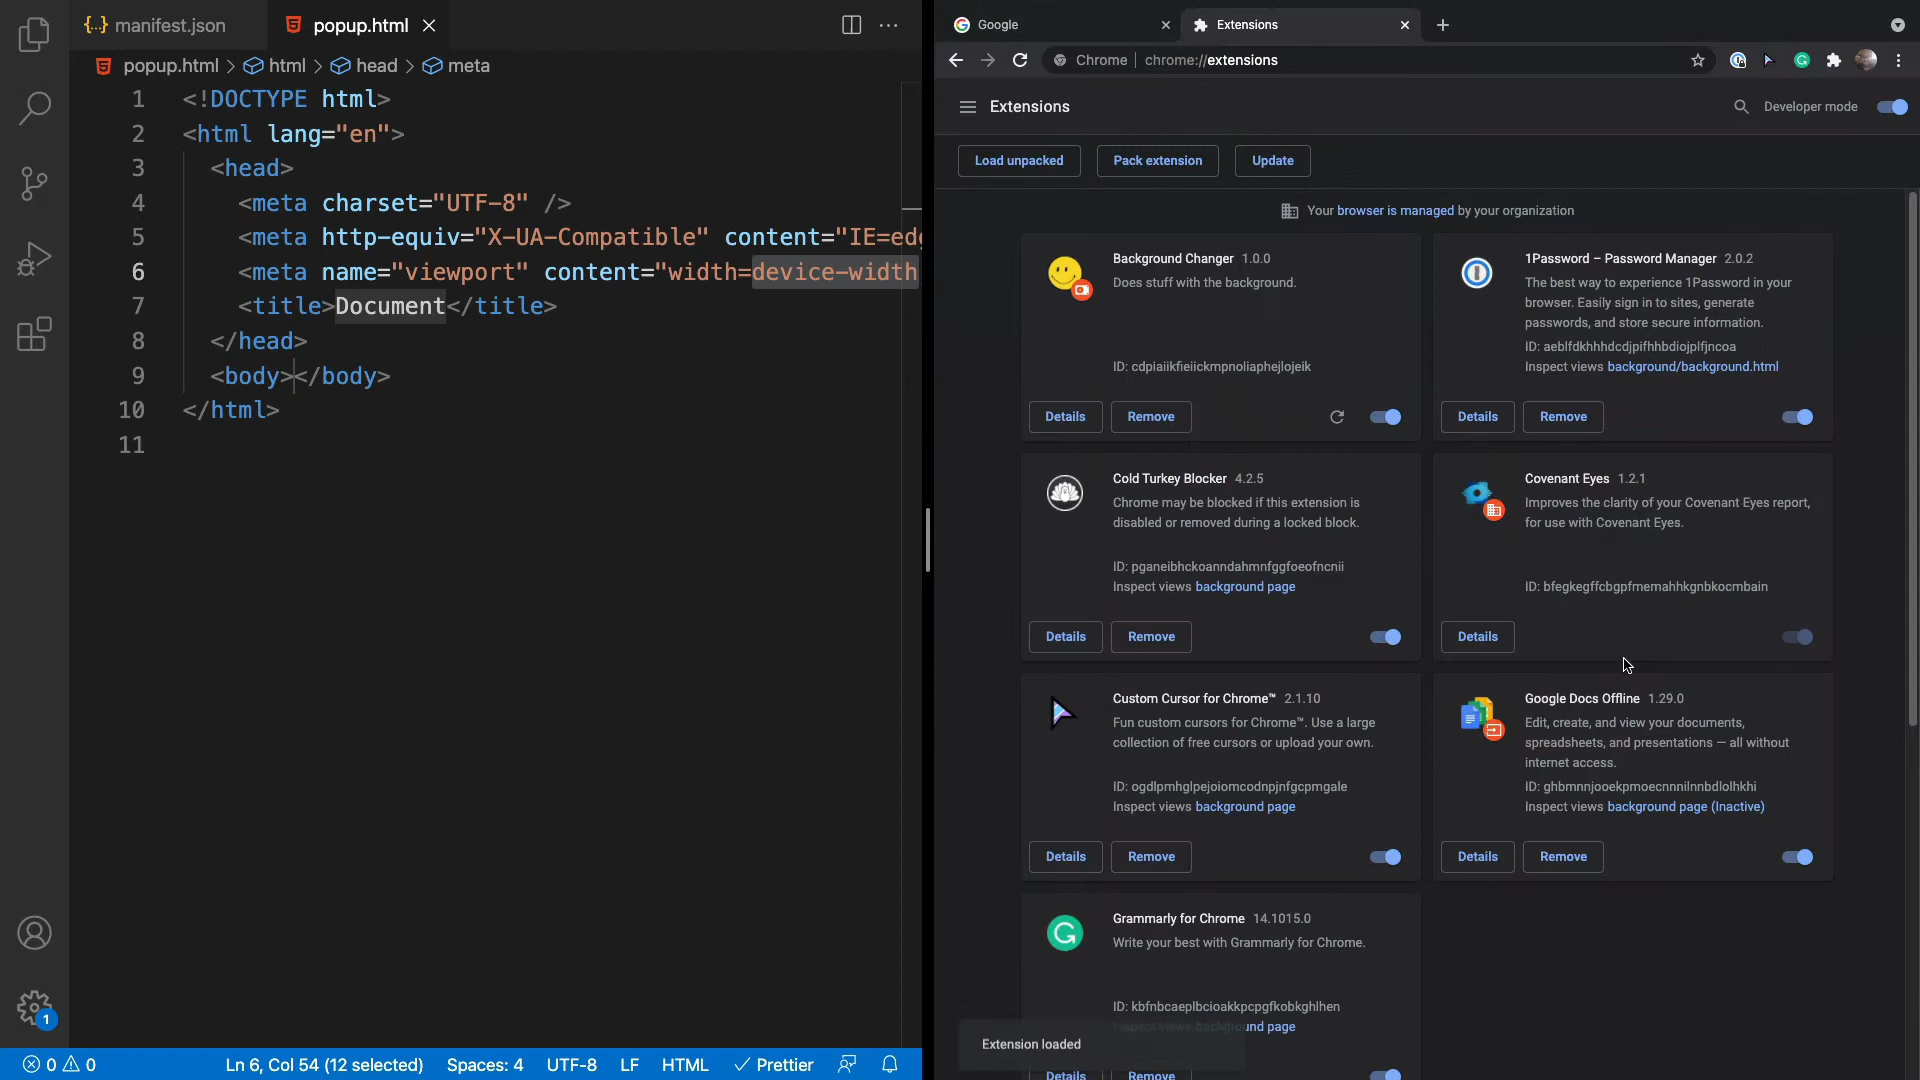 manifest.json
popup.html
popup.html > html > head > meta
1 <!DOCTYPE html>
2 <html lang="en">
3 <head>
4 <meta charset="UTF-8" />
5 <meta http-equiv="X-UA-Compatible" content="IE=edg
6 <meta name="viewport" content="width=device-width
7 <title>Document</title>
8 </head>
9 <body></body>
10 </html>
11
1
0 0
Ln 6, Col 54 (12 selected)
Spaces: 4
UTF-8
LF
HTML
Prettier
Google
Extensions
Chrome | chrome://extensions
Extensions
Developer mode
Load unpacked
Pack extension
Update
Your browser is managed by your organization
Background Changer 1.0.0
Does stuff with the background.
ID: cdpiaiikfieiickmpnoliaphejlojeik
Details
Remove
1Password – Password Manager 2.0.2
The best way to experience 1Password in your
browser. Easily sign in to sites, generate
passwords, and store secure information.
ID: aeblfdkhhhdcdjpifhhbdiojplfjncoa
Inspect views background/background.html
Details
Remove
Cold Turkey Blocker 4.2.5
Chrome may be blocked if this extension is
disabled or removed during a locked block.
ID: pganeibhckoanndahmnfggfoeofncnii
Inspect views background page
Details
Remove
Covenant Eyes 1.2.1
Improves the clarity of your Covenant Eyes report,
for use with Covenant Eyes.
ID: bfegkegffcbgpfmemahhkgnbkocmbain
Details
Custom Cursor for Chrome™ 2.1.10
Fun custom cursors for Chrome™. Use a large
collection of free cursors or upload your own.
ID: ogdlpmhglpejoiomcodnpjnfgcpmgale
Inspect views background page
Details
Remove
Google Docs Offline 1.29.0
Edit, create, and view your documents,
spreadsheets, and presentations — all without
internet access.
ID: ghbmnnjooekpmoecnnnilnnbdlolhkhi
Inspect views background page (Inactive)
Details
Remove
Grammarly for Chrome 14.1015.0
Write your best with Grammarly for Chrome.
ID: kbfnbcaeplbcioakkpcpgfkobkghlhen
Inspect views background page
Extension loaded
Details
Remove